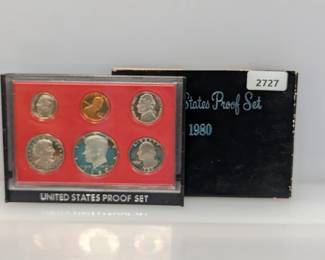 2727
States Proof Set
1980
UNITED STATES PROOF SET